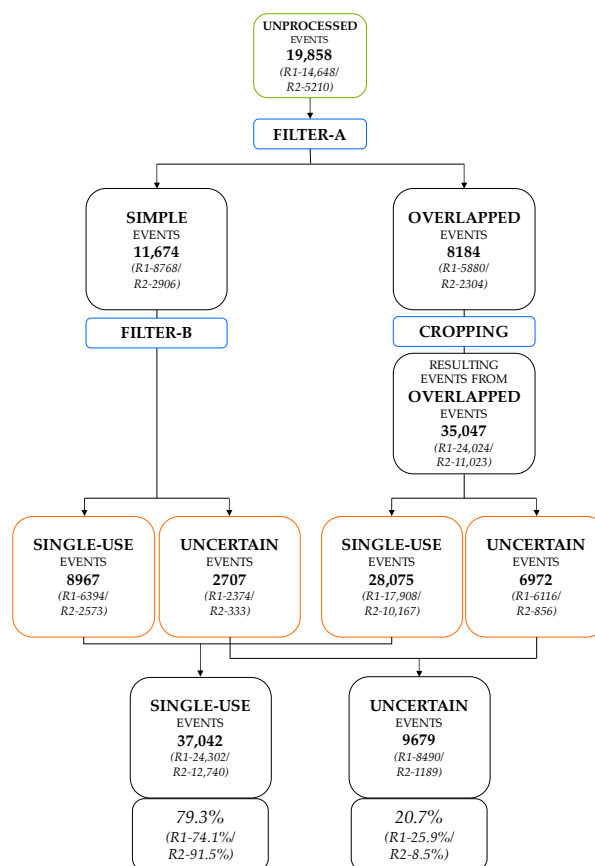 UNPROCESSED
EVENTS
19,858
(R1-14,648/
R2-5210)
FILTER-A
SIMPLE
EVENTS
11,674
(R1-8768/
R2-2906)
OVERLAPPED
EVENTS
8184
(R1-5880/
R2-2304)
FILTER-B
CROPPING
RESULTING
EVENTS FROM
OVERLAPPED
EVENTS
35,047
(R1-24,024/
R2-11,023)
SINGLE-USE
EVENTS
8967
(R1-6394/
R2-2573)
UNCERTAIN
EVENTS
2707
(R1-2374/
R2-333)
SINGLE-USE
EVENTS
28,075
(R1-17,908/
R2-10,167)
UNCERTAIN
EVENTS
6972
(R1-6116/
R2-856)
SINGLE-USE
EVENTS
37,042
(R1-24,302/
R2-12,740)
UNCERTAIN
EVENTS
9679
(R1-8490/
R2-1189)
79.3%
(R1-74.1%/
R2-91.5%)
20.7%
(R1-25.9%/
R2-8.5%)